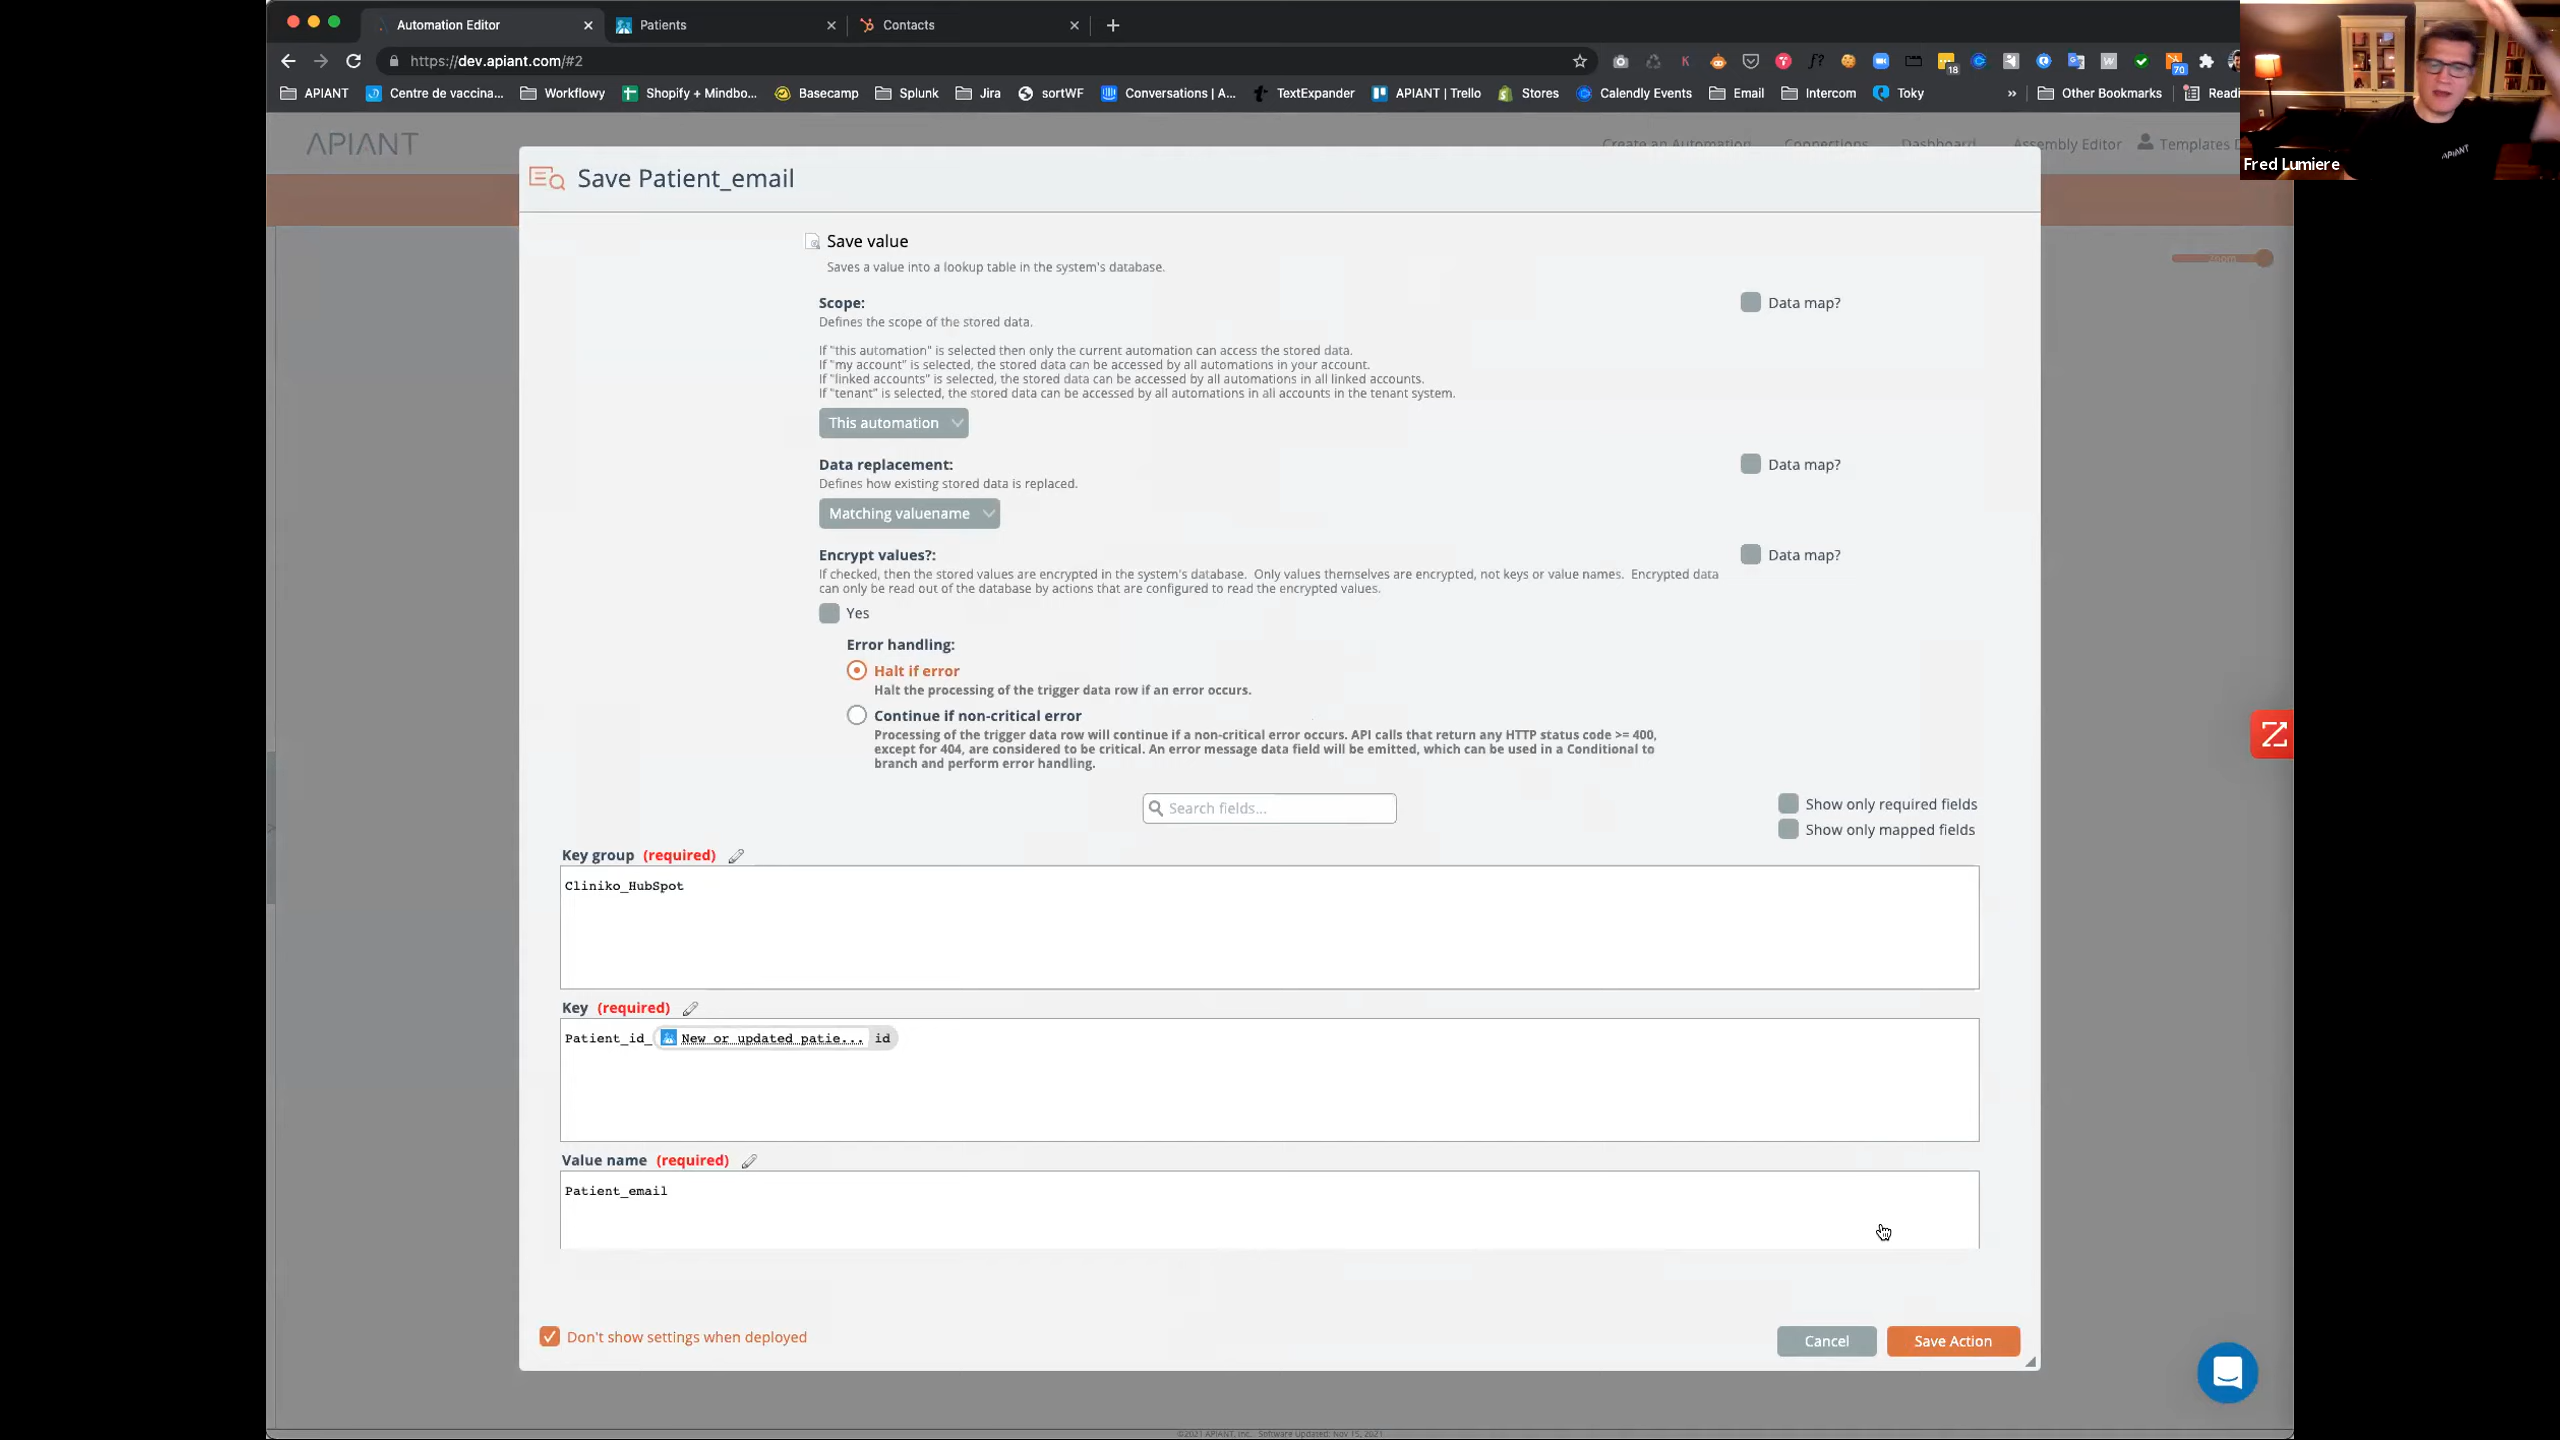 Automation Editor
Patients
Contacts
https://dev.apiant.com/#2
18
70
APIANT
Centre de vaccina...
Workflowy
Shopify + Mindbo...
Basecamp
Splunk
Jira
sortWF
Conversations | A...
TextExpander
APIANT | Trello
Stores
Calendly Events
Email
Intercom
Toky
»
Other Bookmarks
Readi
Fred Lumiere
APIANT
APIANT
Create an Automation
Connections
Dashboard
Assembly Editor
Templates D
Zoom
Save Patient_email
Save value
Saves a value into a lookup table in the system's database.
Scope:
Data map?
Defines the scope of the stored data.
If "this automation" is selected then only the current automation can access the stored data.
If "my account" is selected, the stored data can be accessed by all automations in your account.
If "linked accounts" is selected, the stored data can be accessed by all automations in all linked accounts.
If "tenant" is selected, the stored data can be accessed by all automations in all accounts in the tenant system.
This automation
Data replacement:
Data map?
Defines how existing stored data is replaced.
Matching valuename
Encrypt values?:
Data map?
If checked, then the stored values are encrypted in the system's database. Only values themselves are encrypted, not keys or value names. Encrypted data
can only be read out of the database by actions that are configured to read the encrypted values.
Yes
Error handling:
Halt if error
Halt the processing of the trigger data row if an error occurs.
Continue if non-critical error
Processing of the trigger data row will continue if a non-critical error occurs. API calls that return any HTTP status code >= 400,
except for 404, are considered to be critical. An error message data field will be emitted, which can be used in a Conditional to
branch and perform error handling.
Search fields...
Show only required fields
Show only mapped fields
Key group (required)
Cliniko_HubSpot
Key (required)
Patient_id_ New or updated patie... id
Value name (required)
Patient_email
Don't show settings when deployed
Cancel
Save Action
©2021 APIANT, Inc. Software Updated: Nov 15, 2021